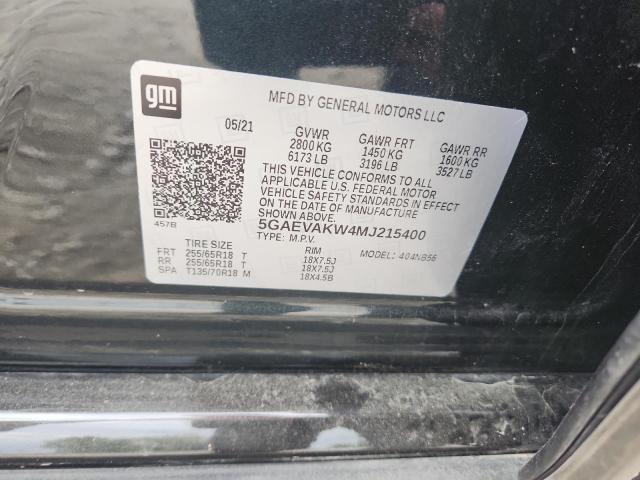 gm
MFD BY GENERAL MOTORS LLC
05/21 GVWR GAWR FRT GAWR RR
2800 KG 1450 KG 1600 KG
6173 LB 3196 LB 3527 LB
THIS VEHICLE CONFORMS TO ALL
APPLICABLE U.S. FEDERAL MOTOR
VEHICLE SAFETY STANDARDS IN EFFECT
ON THE DATE OF MANUFACTURE
SHOWN ABOVE.
457B 5GAEVAKW4MJ215400
TYPE: M.P.V. MODEL: 404NB56
TIRE SIZE RIM
FRT 255/65R18 T 18X7.5J
RR 255/65R18 T 18X7.5J
SPA T135/70R18 M 18X4.5B